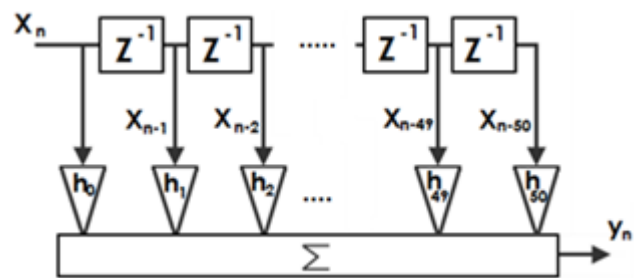 Xn
Z-1 Z-1 ..... Z-1 Z-1
Xn-1 Xn-2 Xn-49 Xn-50
h0 h1 h2 .... h49 h50
yn
Σ